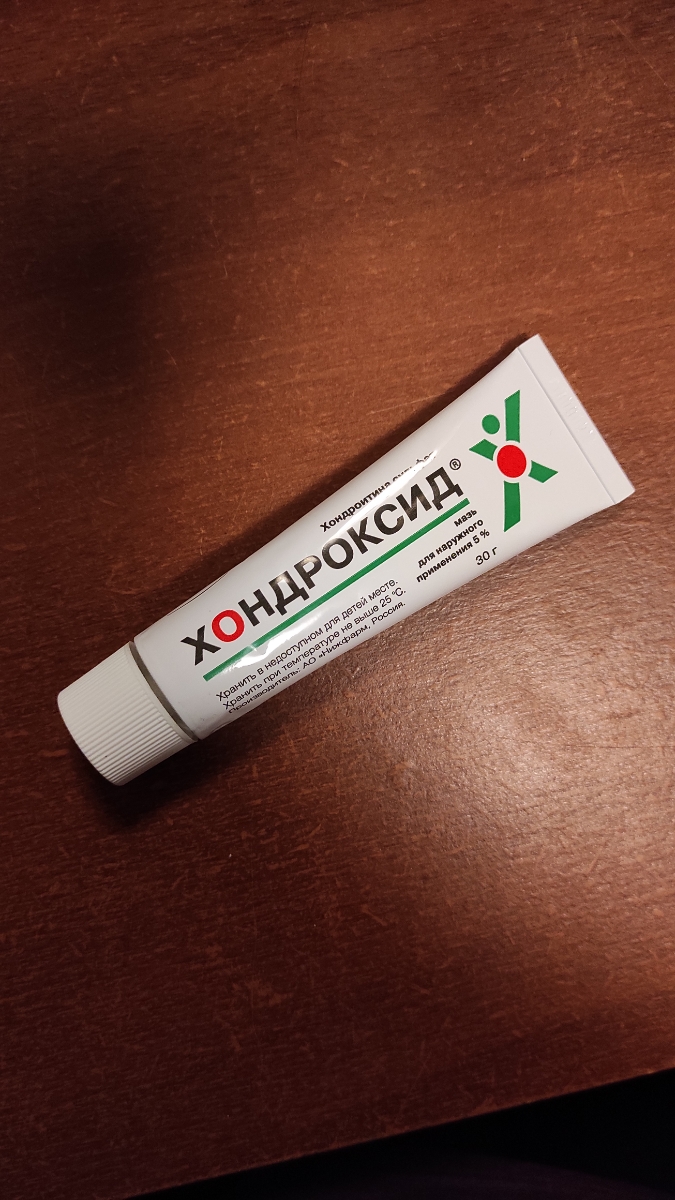 Хондроитина
ХОНДРОКСИД®
мазь
для наружного
применения 5 %
30 г
Хранить в недоступном для детей месте.
Хранить при температуре не выше 25 °С.
Производитель: АО «Нижфарм, Россия.